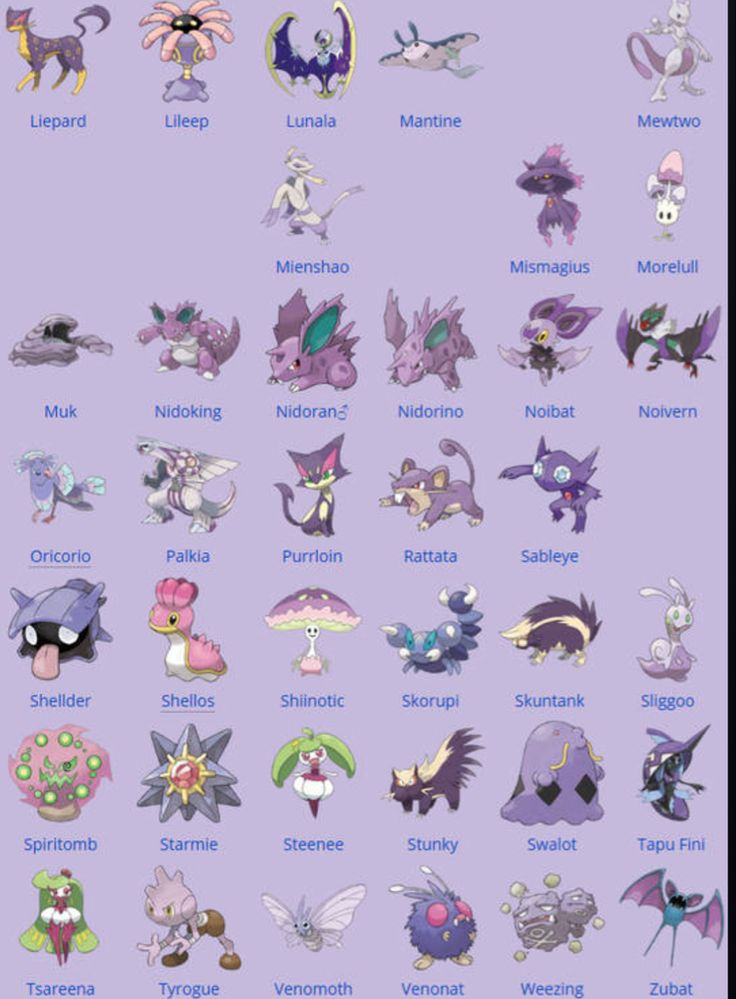 Liepard Lileep Lunala Mantine Mewtwo
Mienshao Mismagius Morelull
Muk Nidoking Nidoran♂ Nidorino Noibat Noivern
Oricorio Palkia Purrloin Rattata Sableye
Shellder Shellos Shiinotic Skorupi Skuntank Sliggoo
Spiritomb Starmie Steenee Stunky Swalot Tapu Fini
Tsareena Tyrogue Venomoth Venonat Weezing Zubat